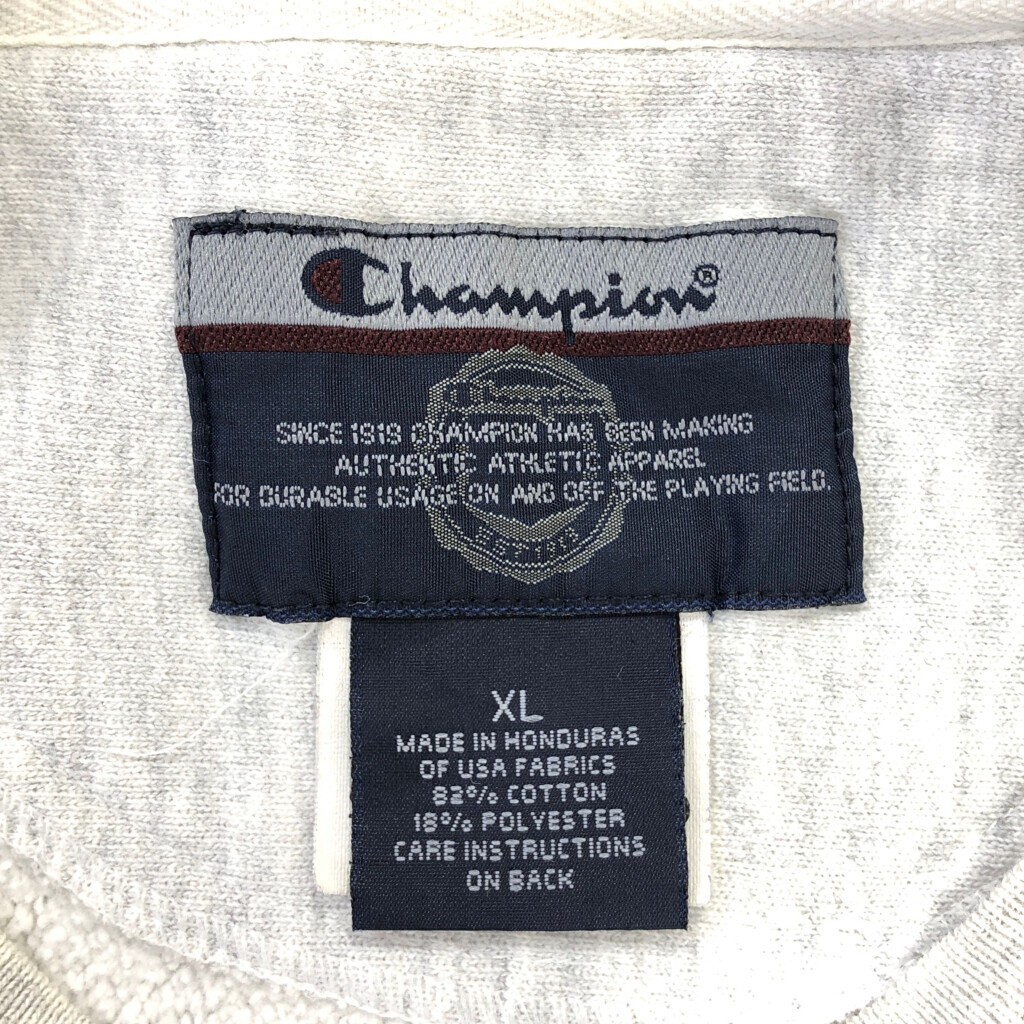 Champion®
SINCE 1919 CHAMPION HAS BEEN MAKING
AUTHENTIC ATHLETIC APPAREL
FOR DURABLE USAGE ON AND OFF THE PLAYING FIELD.
XL
MADE IN HONDURAS
OF USA FABRICS
82% COTTON
18% POLYESTER
CARE INSTRUCTIONS
ON BACK